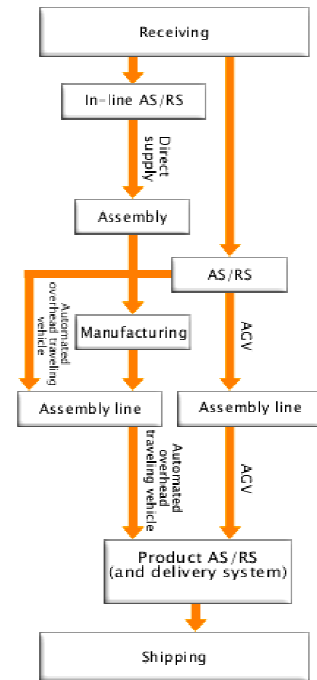 Receiving
In-line AS/RS
Direct
supply
Assembly
AS/RS
Automated
overhead traveling
vehicle
Manufacturing
AGV
Assembly line
Assembly line
Automated
overhead
traveling vehicle
AGV
Product AS/RS
(and delivery system)
Shipping